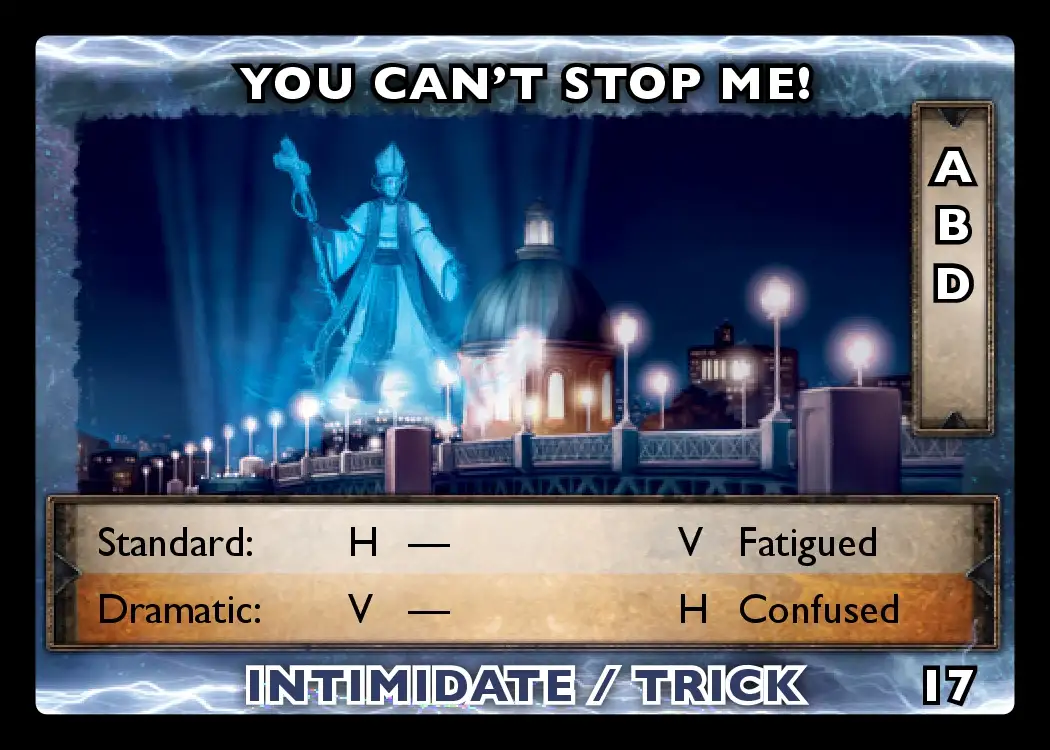 YOU CAN'T STOP ME!
A
B
D
Standard: H — V Fatigued
Dramatic: V — H Confused
INTIMIDATE / TRICK
17